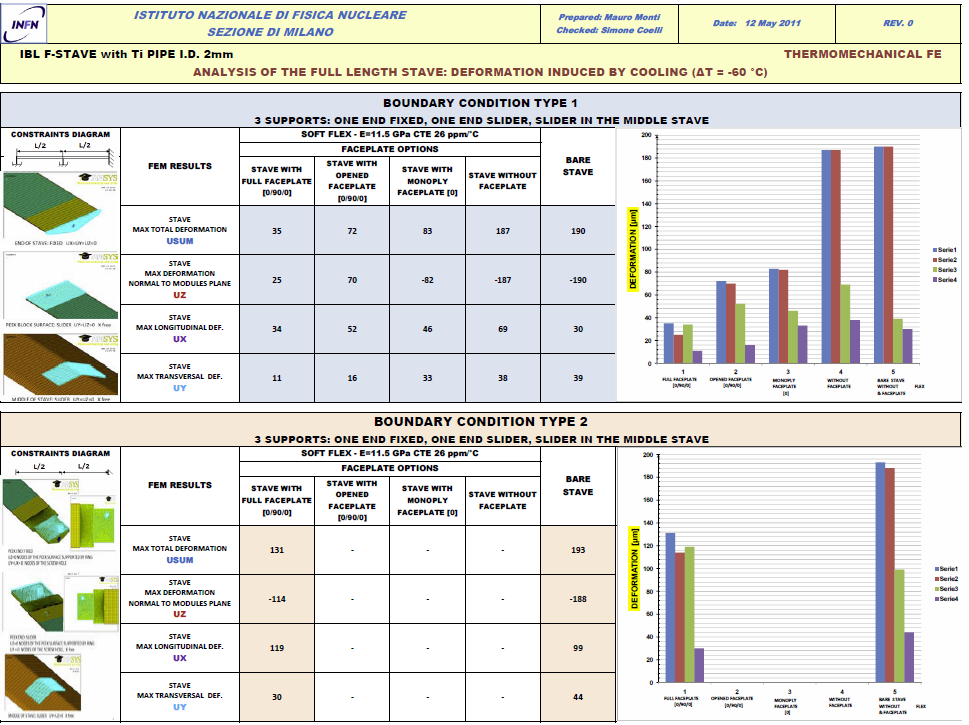 INFN
ISTITUTO NAZIONALE DI FISICA NUCLEARE
SEZIONE DI MILANO
Prepared: Mauro Monti
Checked: Simone Coelli
Date: 12 May 2011
REV. 0
IBL F-STAVE with Ti PIPE I.D. 2mm
THERMOMECHANICAL FE
ANALYSIS OF THE FULL LENGTH STAVE: DEFORMATION INDUCED BY COOLING (ΔT = -60 °C)
BOUNDARY CONDITION TYPE 1
3 SUPPORTS: ONE END FIXED, ONE END SLIDER, SLIDER IN THE MIDDLE STAVE
CONSTRAINTS DIAGRAM
L/2 L/2
END OF STAVE: FIXED UX=UY=UZ=0
PEEK BLOCK SURFACE: SLIDER UY=UZ=0 X free
MIDDLE OF STAVE: SLIDER UY=UZ=0 X free
FEM RESULTS
SOFT FLEX - E=11.5 GPa CTE 26 ppm/°C
FACEPLATE OPTIONS
STAVE WITH FULL FACEPLATE [0/90/0]
STAVE WITH OPENED FACEPLATE [0/90/0]
STAVE WITH MONOPLY FACEPLATE [0]
STAVE WITHOUT FACEPLATE
BARE STAVE
STAVE
MAX TOTAL DEFORMATION
USUM
35 72 83 187 190
STAVE
MAX DEFORMATION
NORMAL TO MODULES PLANE
UZ
25 70 -82 -187 -190
STAVE
MAX LONGITUDINAL DEF.
UX
34 52 46 69 30
STAVE
MAX TRANSVERSAL DEF.
UY
11 16 33 38 39
DEFORMATION [µm]
200
180
160
140
120
100
80
60
40
20
0
1 2 3 4 5
FULL FACEPLATE [0/90/0]
OPENED FACEPLATE [0/90/0]
MONOPLY FACEPLATE [0]
WITHOUT FACEPLATE
BARE STAVE WITHOUT FLEX & FACEPLATE
Serie1
Serie2
Serie3
Serie4
BOUNDARY CONDITION TYPE 2
3 SUPPORTS: ONE END FIXED, ONE END SLIDER, SLIDER IN THE MIDDLE STAVE
CONSTRAINTS DIAGRAM
L/2 L/2
PEEK END FIXED
MIDDLE OF STAVE: SLIDER UY=UZ=0 X free
FEM RESULTS
SOFT FLEX - E=11.5 GPa CTE 26 ppm/°C
FACEPLATE OPTIONS
STAVE WITH FULL FACEPLATE [0/90/0]
STAVE WITH OPENED FACEPLATE [0/90/0]
STAVE WITH MONOPLY FACEPLATE [0]
STAVE WITHOUT FACEPLATE
BARE STAVE
STAVE
MAX TOTAL DEFORMATION
USUM
131 - - - 193
STAVE
MAX DEFORMATION
NORMAL TO MODULES PLANE
UZ
-114 - - - -188
STAVE
MAX LONGITUDINAL DEF.
UX
119 - - - 99
STAVE
MAX TRANSVERSAL DEF.
UY
30 - - - 44
DEFORMATION [µm]
200
180
160
140
120
100
80
60
40
20
0
1 2 3 4 5
FULL FACEPLATE [0/90/0]
OPENED FACEPLATE [0/90/0]
MONOPLY FACEPLATE [0]
WITHOUT FACEPLATE
BARE STAVE WITHOUT FLEX & FACEPLATE
Serie1
Serie2
Serie3
Serie4